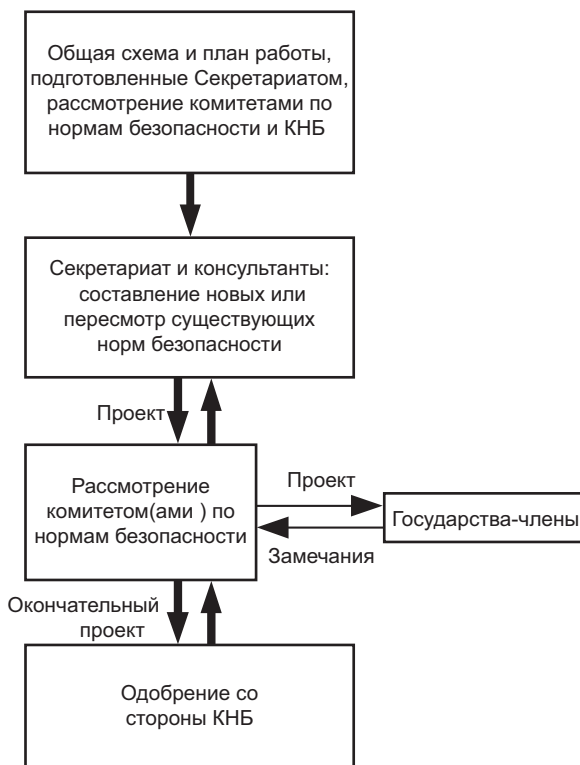 Общая схема и план работы,
подготовленные Секретариатом,
рассмотрение комитетами по
нормам безопасности и КНБ
Секретариат и консультанты:
составление новых или
пересмотр существующих
норм безопасности
Проект
Рассмотрение
комитетом(ами ) по
нормам безопасности
Проект
Государства-члены
Замечания
Окончательный
проект
Одобрение со
стороны КНБ